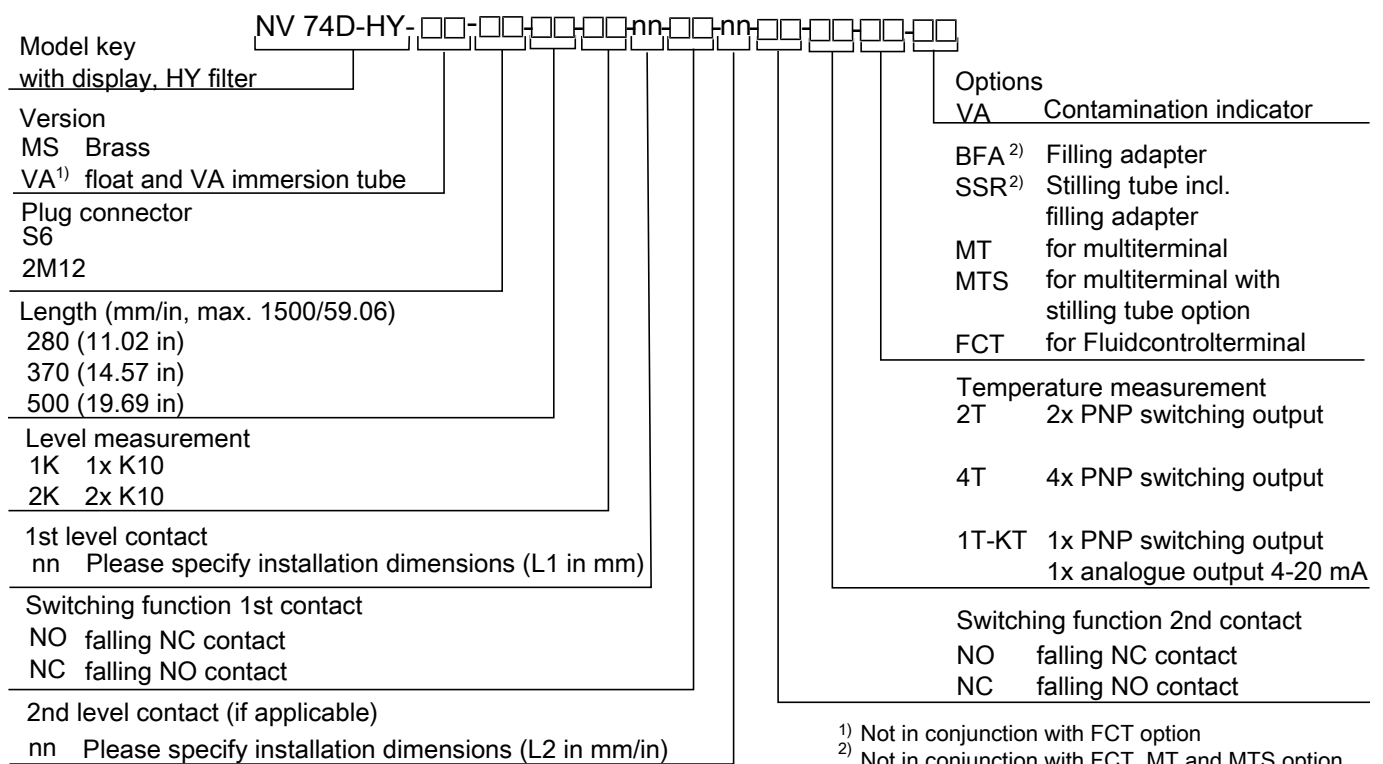 NV 74D-HY-□□-□□-□□-□□-nn-□□-nn-□□-□□-□□-□□
Model key
with display, HY filter
Version
MS Brass
VA1) float and VA immersion tube
Plug connector
S6
2M12
Length (mm/in, max. 1500/59.06)
280 (11.02 in)
370 (14.57 in)
500 (19.69 in)
Level measurement
1K 1x K10
2K 2x K10
1st level contact
nn Please specify installation dimensions (L1 in mm)
Switching function 1st contact
NO falling NC contact
NC falling NO contact
2nd level contact (if applicable)
nn Please specify installation dimensions (L2 in mm/in)
Options
VA Contamination indicator
BFA 2) Filling adapter
SSR2) Stilling tube incl.
filling adapter
MT for multiterminal
MTS for multiterminal with
stilling tube option
FCT for Fluidcontrolterminal
Temperature measurement
2T 2x PNP switching output
4T 4x PNP switching output
1T-KT 1x PNP switching output
1x analogue output 4-20 mA
Switching function 2nd contact
NO falling NC contact
NC falling NO contact
1) Not in conjunction with FCT option
2) Not in conjunction with FCT, MT and MTS option